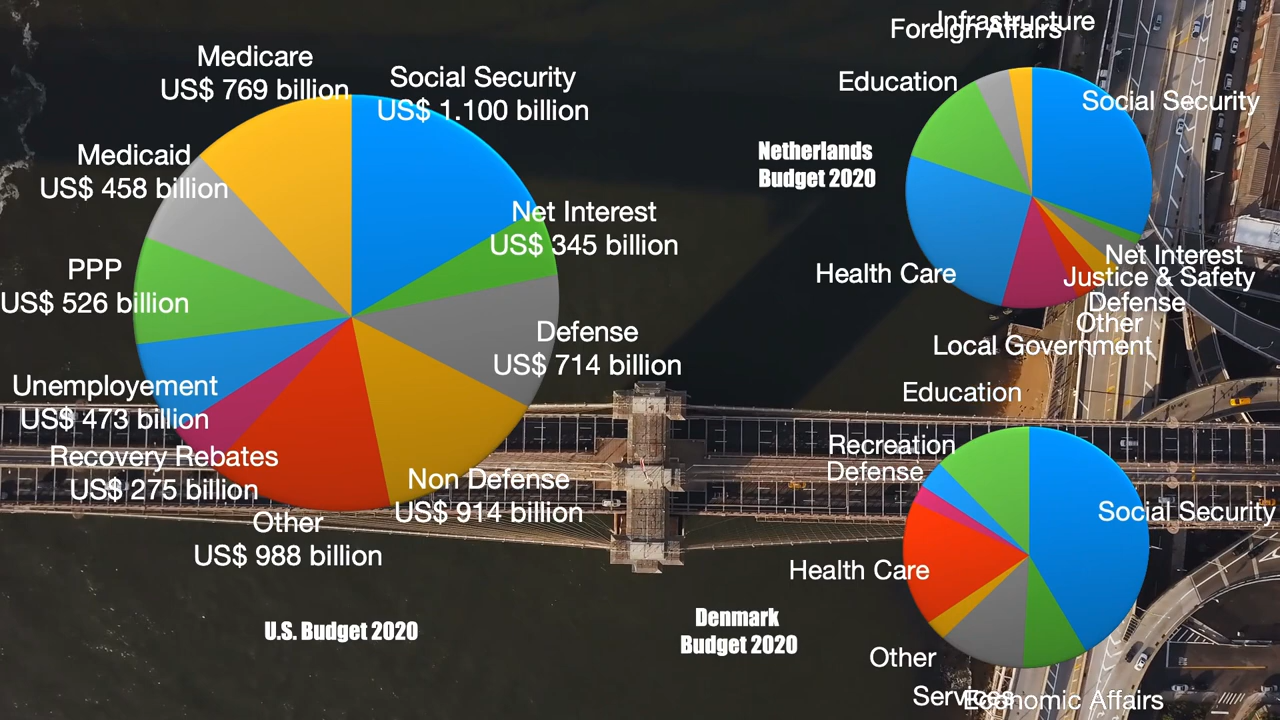 Medicare
US$ 769 billion
Social Security
US$ 1.100 billion
Medicaid
US$ 458 billion
Net Interest
US$ 345 billion
PPP
US$ 526 billion
Defense
US$ 714 billion
Unemployement
US$ 473 billion
Recovery Rebates
US$ 275 billion
Non Defense
US$ 914 billion
Other
US$ 988 billion
U.S. Budget 2020
Infrastructure
Foreign Affairs
Education
Social Security
Netherlands
Budget 2020
Health Care
Net Interest
Justice & Safety
Defense
Other
Local Government
Education
Recreation
Defense
Social Security
Health Care
Denmark
Budget 2020
Other
Services
Economic Affairs